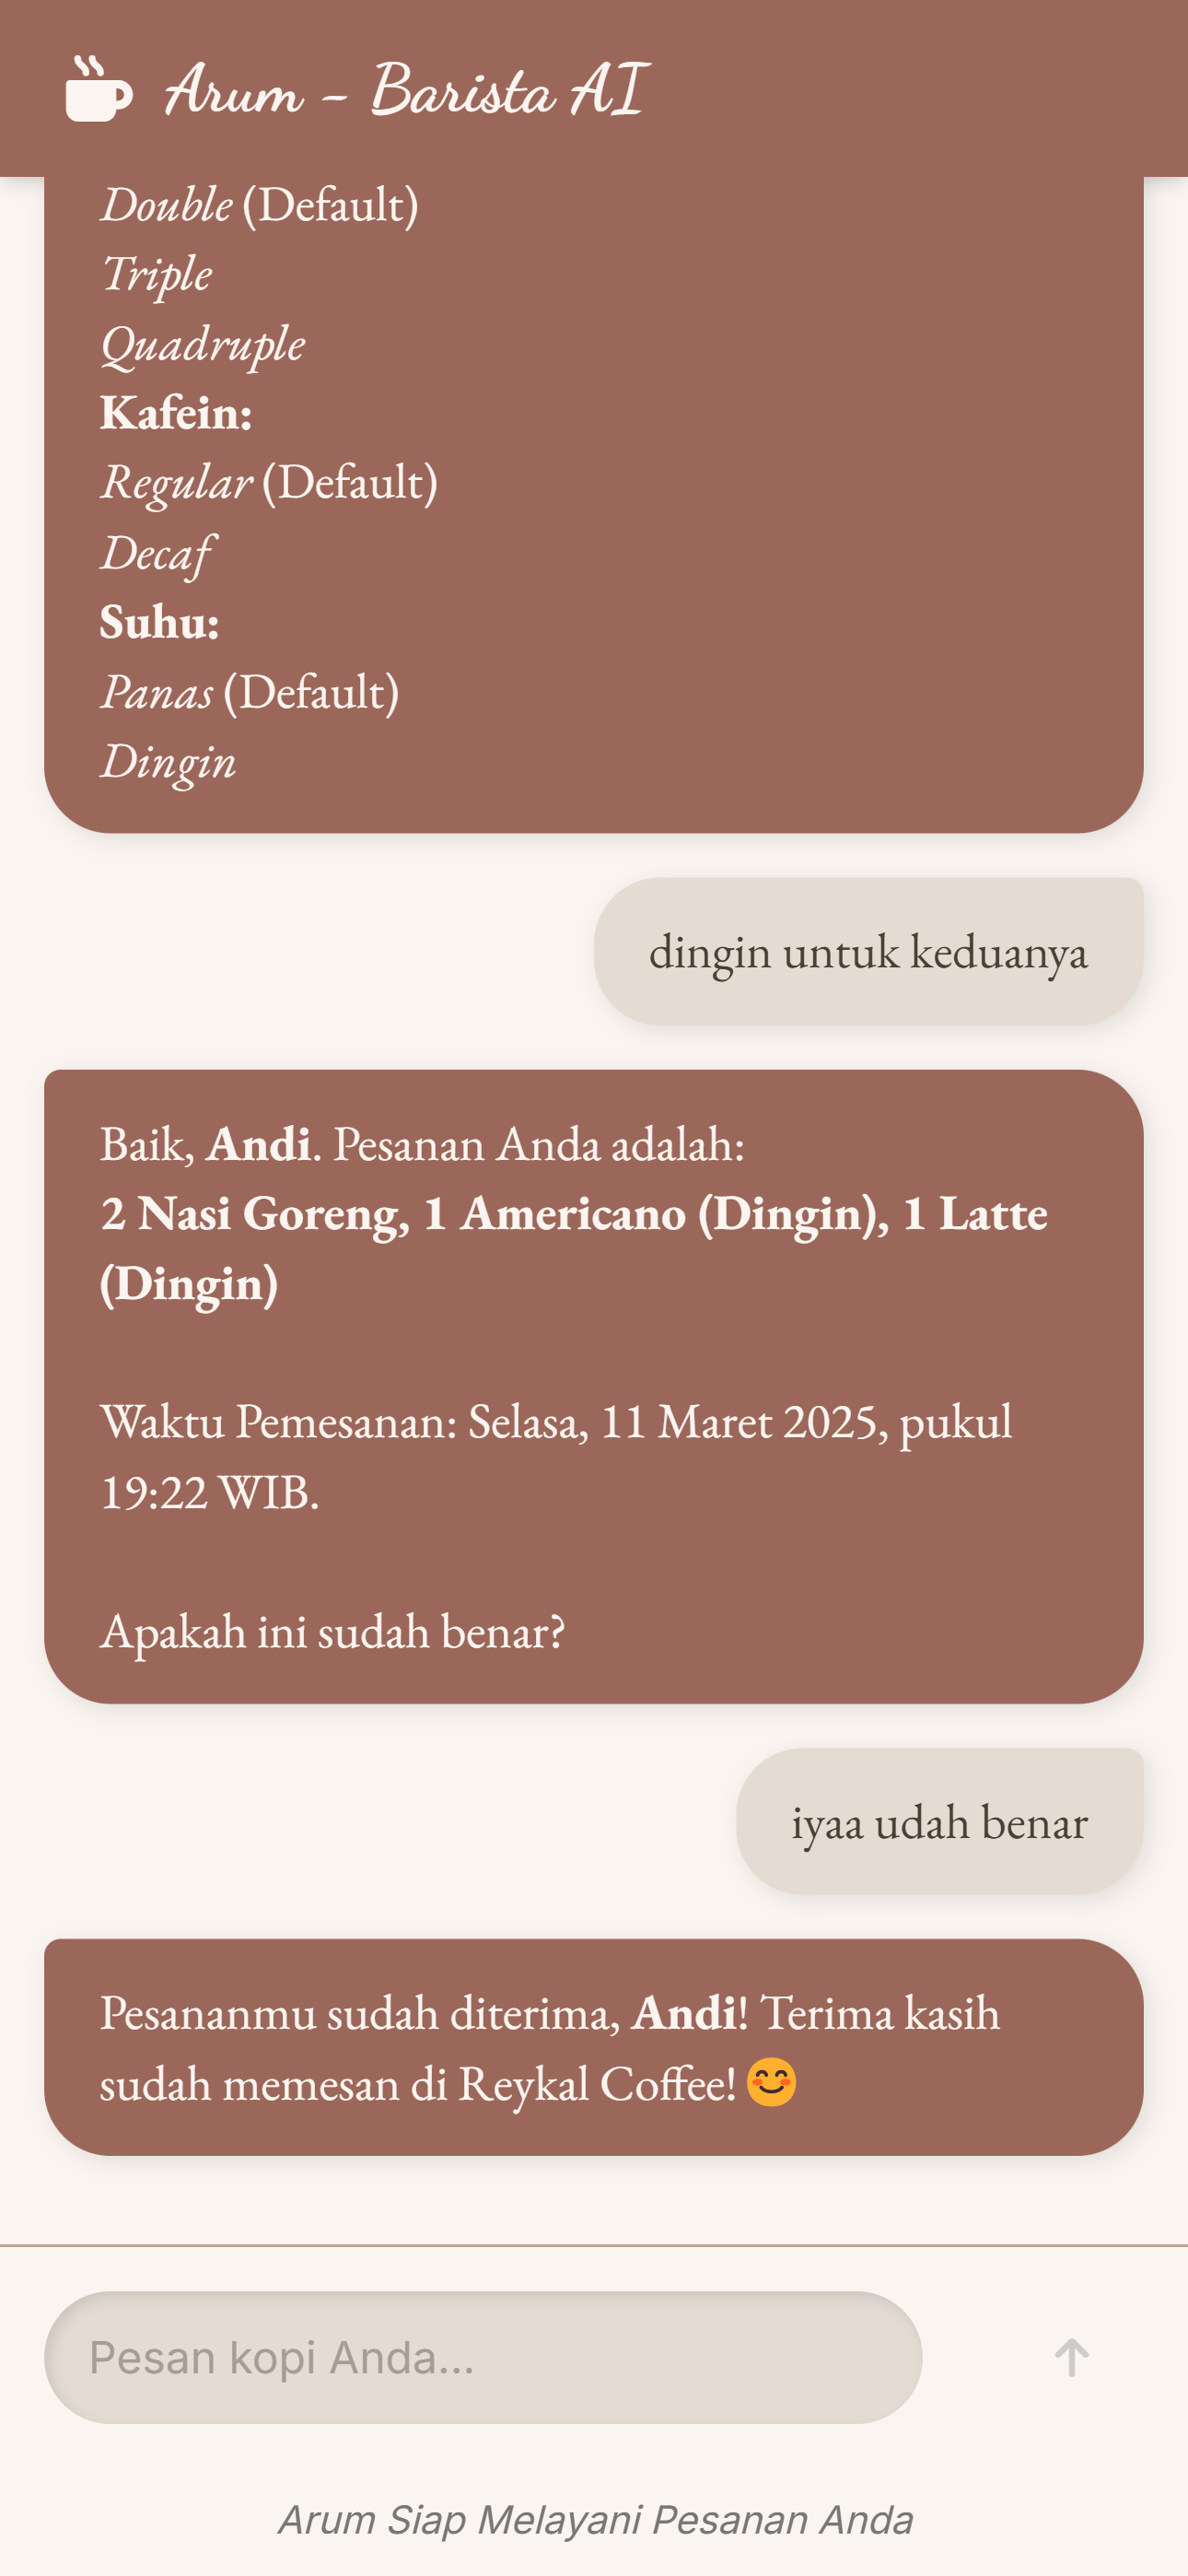 Arum - Barista AI
Double (Default)
Triple
Quadruple
Kafein:
Regular (Default)
Decaf
Suhu:
Panas (Default)
Dingin
dingin untuk keduanya
Baik, Andi. Pesanan Anda adalah:
2 Nasi Goreng, 1 Americano (Dingin), 1 Latte
(Dingin)
Waktu Pemesanan: Selasa, 11 Maret 2025, pukul
19:22 WIB.
Apakah ini sudah benar?
iyaa udah benar
Pesananmu sudah diterima, Andi! Terima kasih
sudah memesan di Reykal Coffee! 😊
Pesan kopi Anda...
Arum Siap Melayani Pesanan Anda